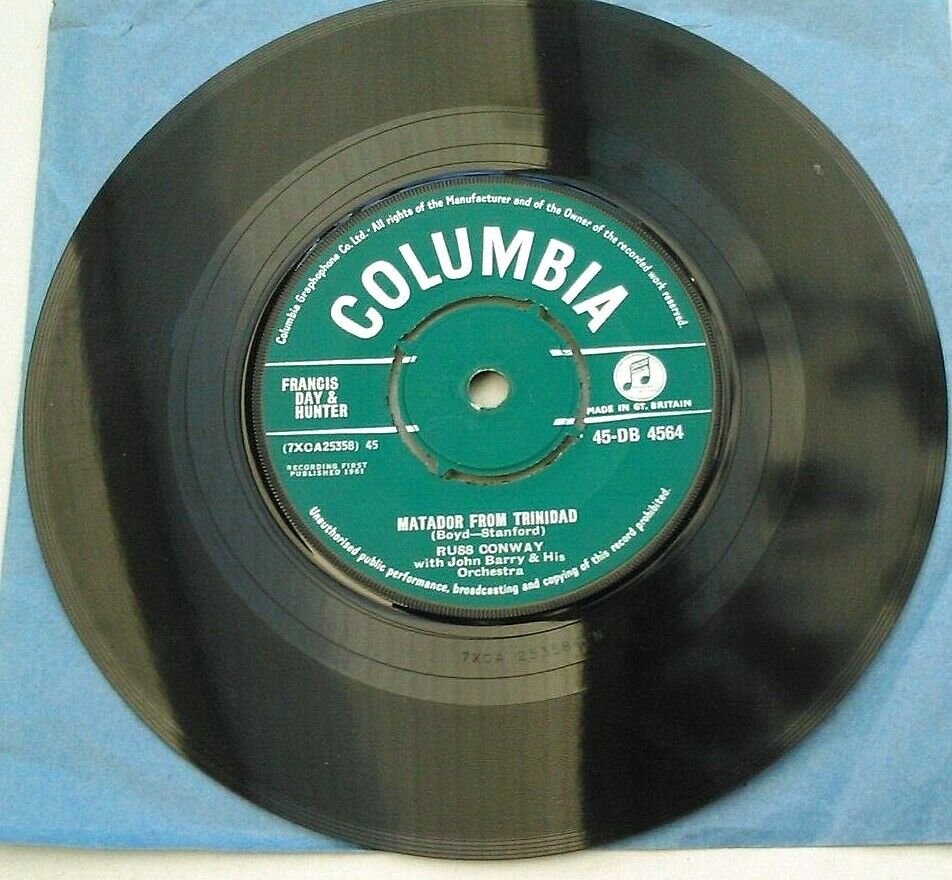 Columbia Graphophone Co. Ltd. · All rights of the Manufacturer and of the Owner of the recorded work reserved.
COLUMBIA
FRANCIS
DAY &
HUNTER
MADE IN GT. BRITAIN
(7XCA25358) 45
45-DB 4564
RECORDING FIRST
PUBLISHED 1961
MATADOR FROM TRINIDAD
(Boyd—Stanford)
RUSS CONWAY
with John Barry & His
Orchestra
Unauthorised public performance, broadcasting and copying of this record prohibited.
7XCA 25358